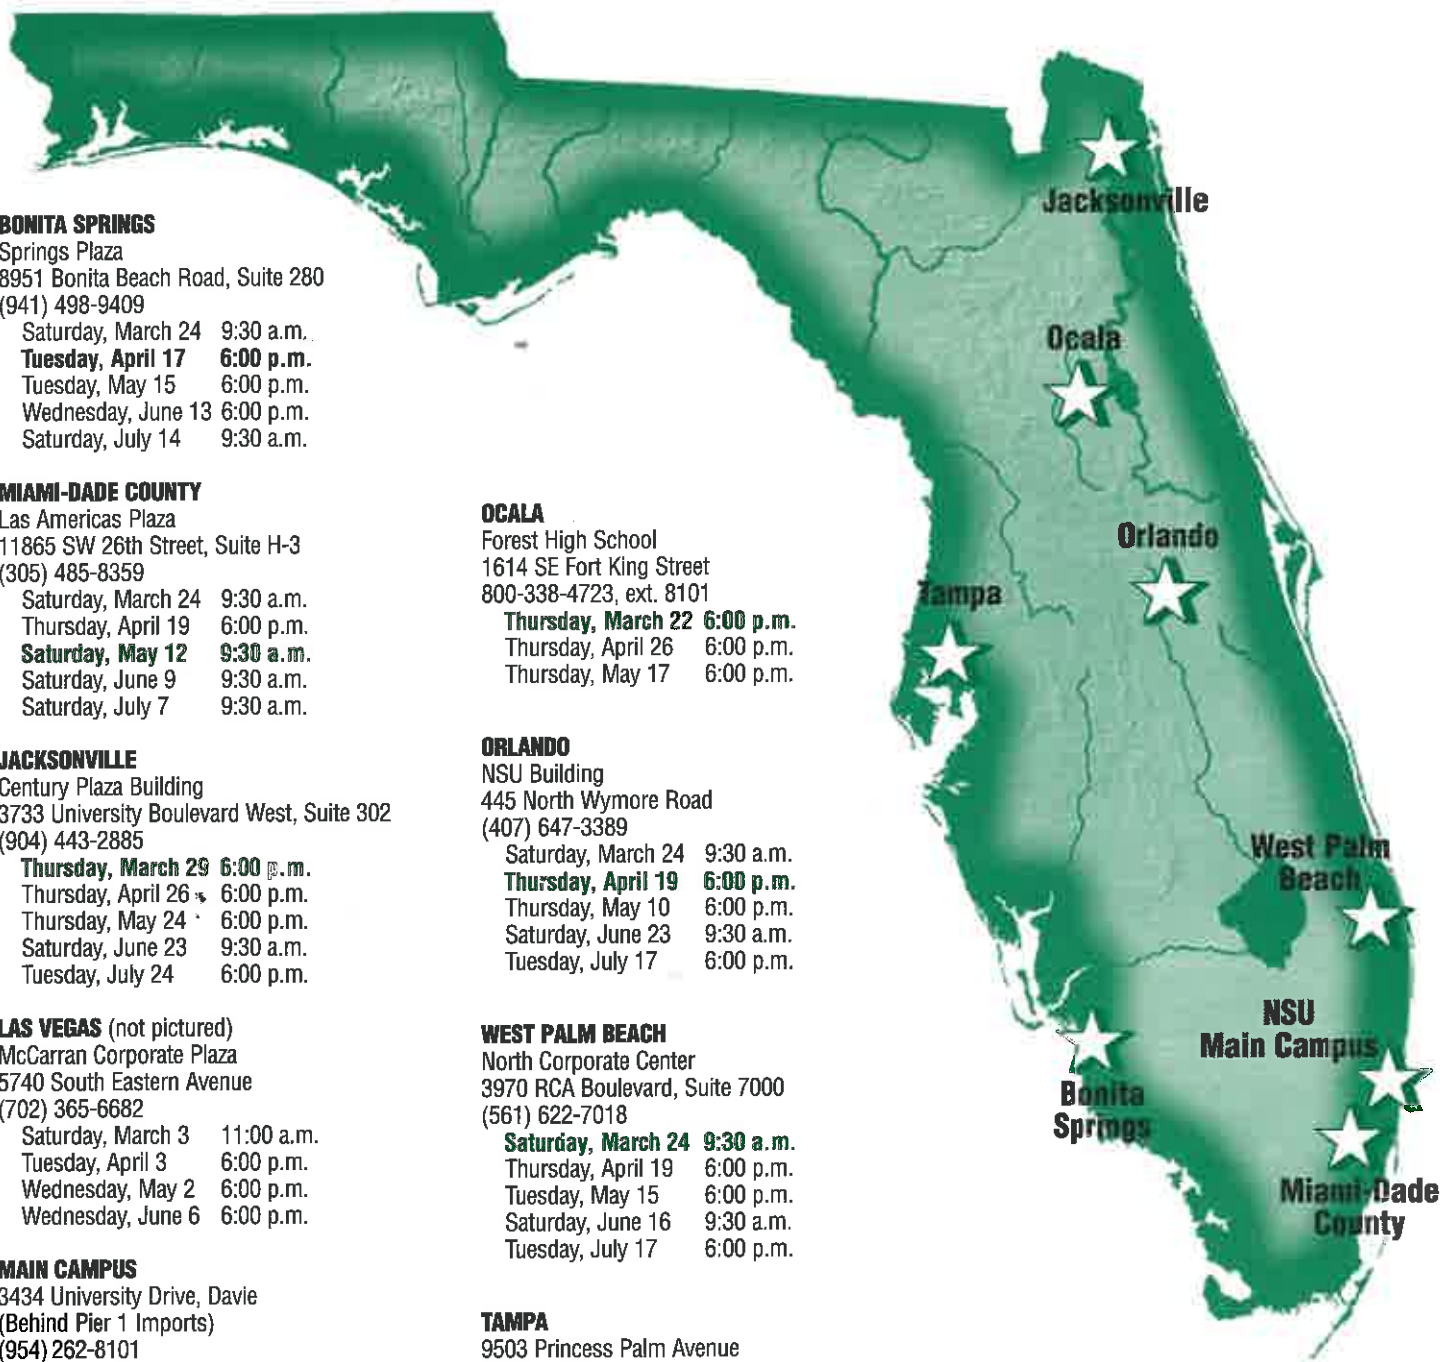 BONITA SPRINGS
Springs Plaza
8951 Bonita Beach Road, Suite 280
(941) 498-9409
Saturday, March 24 9:30 a.m.
Tuesday, April 17 6:00 p.m.
Tuesday, May 15 6:00 p.m.
Wednesday, June 13 6:00 p.m.
Saturday, July 14 9:30 a.m.
MIAMI-DADE COUNTY
Las Americas Plaza
11865 SW 26th Street, Suite H-3
(305) 485-8359
Saturday, March 24 9:30 a.m.
Thursday, April 19 6:00 p.m.
Saturday, May 12 9:30 a.m.
Saturday, June 9 9:30 a.m.
Saturday, July 7 9:30 a.m.
JACKSONVILLE
Century Plaza Building
3733 University Boulevard West, Suite 302
(904) 443-2885
Thursday, March 29 6:00 p.m.
Thursday, April 26 6:00 p.m.
Thursday, May 24 6:00 p.m.
Saturday, June 23 9:30 a.m.
Tuesday, July 24 6:00 p.m.
LAS VEGAS (not pictured)
McCarran Corporate Plaza
5740 South Eastern Avenue
(702) 365-6682
Saturday, March 3 11:00 a.m.
Tuesday, April 3 6:00 p.m.
Wednesday, May 2 6:00 p.m.
Wednesday, June 6 6:00 p.m.
MAIN CAMPUS
3434 University Drive, Davie
(Behind Pier 1 Imports)
(954) 262-8101
OCALA
Forest High School
1614 SE Fort King Street
800-338-4723, ext. 8101
Thursday, March 22 6:00 p.m.
Thursday, April 26 6:00 p.m.
Thursday, May 17 6:00 p.m.
ORLANDO
NSU Building
445 North Wymore Road
(407) 647-3389
Saturday, March 24 9:30 a.m.
Thursday, April 19 6:00 p.m.
Thursday, May 10 6:00 p.m.
Saturday, June 23 9:30 a.m.
Tuesday, July 17 6:00 p.m.
WEST PALM BEACH
North Corporate Center
3970 RCA Boulevard, Suite 7000
(561) 622-7018
Saturday, March 24 9:30 a.m.
Thursday, April 19 6:00 p.m.
Tuesday, May 15 6:00 p.m.
Saturday, June 16 9:30 a.m.
Tuesday, July 17 6:00 p.m.
TAMPA
9503 Princess Palm Avenue
Jacksonville
Ocala
Orlando
Tampa
West Palm
Beach
NSU
Main Campus
Bonita
Springs
Miami-Dade
County